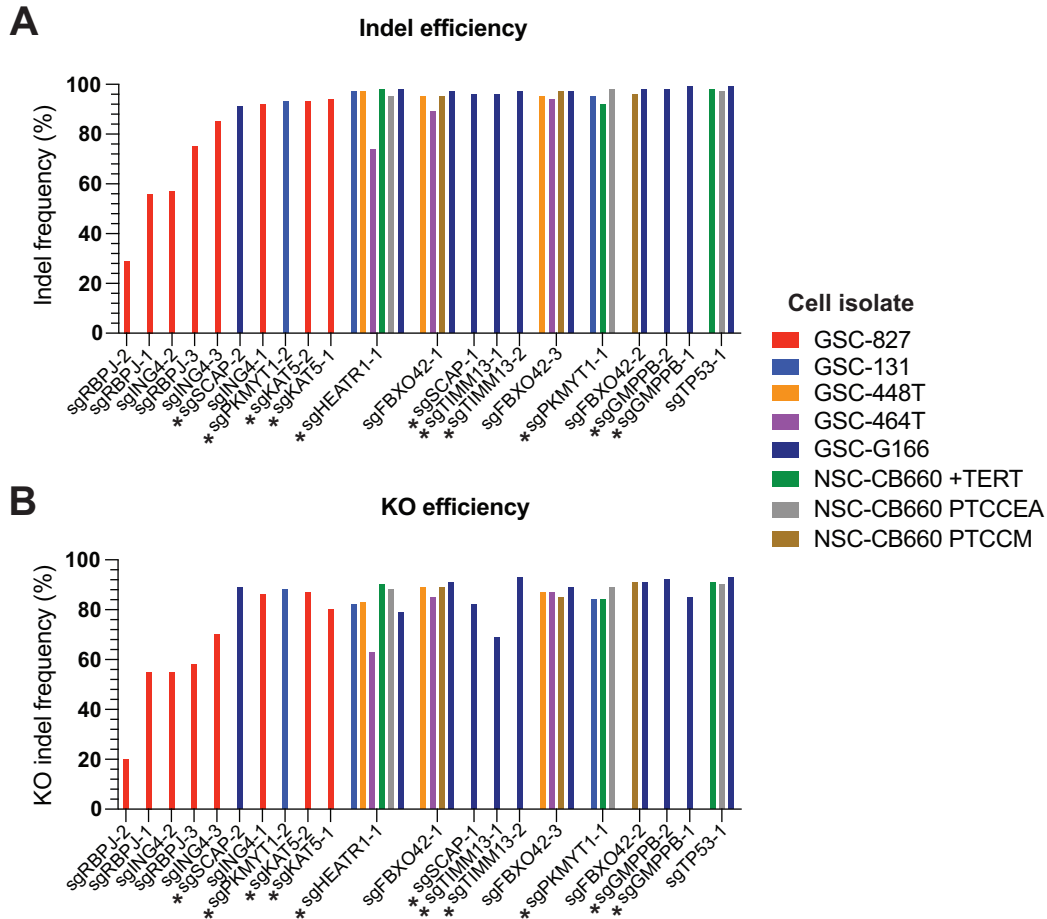 A
Indel efficiency
Indel frequency (%)
100
80
60
40
20
0
sgRBPJ-2
sgRBPJ-1
sgING4-2
sgRBPJ-3
sgING4-3
*sgSCAP-2
sgING4-1
*sgPKMYT1-2
*sgKAT5-2
*sgKAT5-1
*sgHEATR1-1
sgFBXO42-1
*sgSCAP-1
*sgTIMM13-1
*sgTIMM13-2
sgFBXO42-3
*sgPKMYT1-1
sgFBXO42-2
*sgGMPPB-2
*sgGMPPB-1
sgTP53-1
Cell isolate
GSC-827
GSC-131
GSC-448T
GSC-464T
GSC-G166
NSC-CB660 +TERT
NSC-CB660 PTCCEA
NSC-CB660 PTCCM
B
KO efficiency
KO indel frequency (%)
100
80
60
40
20
0
sgRBPJ-2
sgRBPJ-1
sgING4-2
sgRBPJ-3
sgING4-3
*sgSCAP-2
sgING4-1
*sgPKMYT1-2
*sgKAT5-2
*sgKAT5-1
*sgHEATR1-1
sgFBXO42-1
*sgSCAP-1
*sgTIMM13-1
*sgTIMM13-2
sgFBXO42-3
*sgPKMYT1-1
sgFBXO42-2
*sgGMPPB-2
*sgGMPPB-1
sgTP53-1